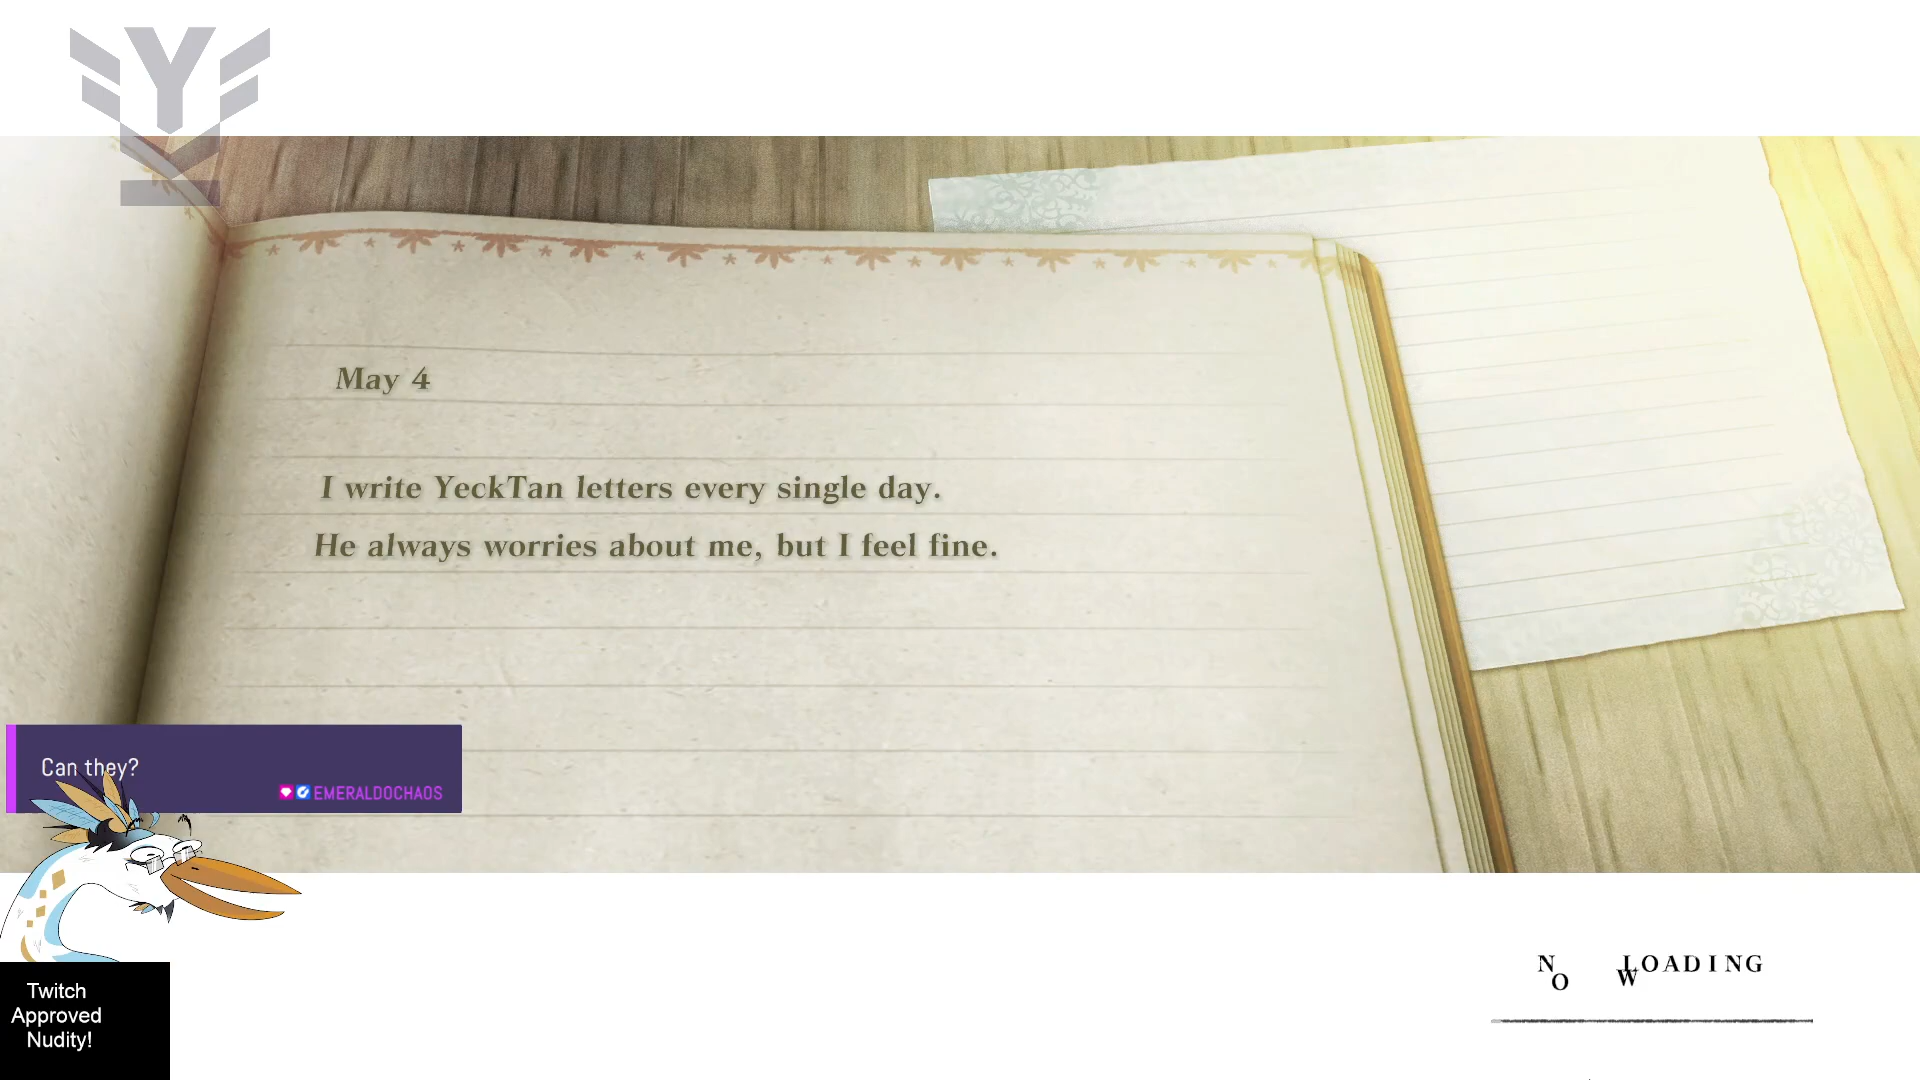 Y
May 4
I write YeckTan letters every single day.
He always worries about me, but I feel fine.
Can they?
EMERALDOCHAOS
NOW LOADING
Twitch
Approved
Nudity!